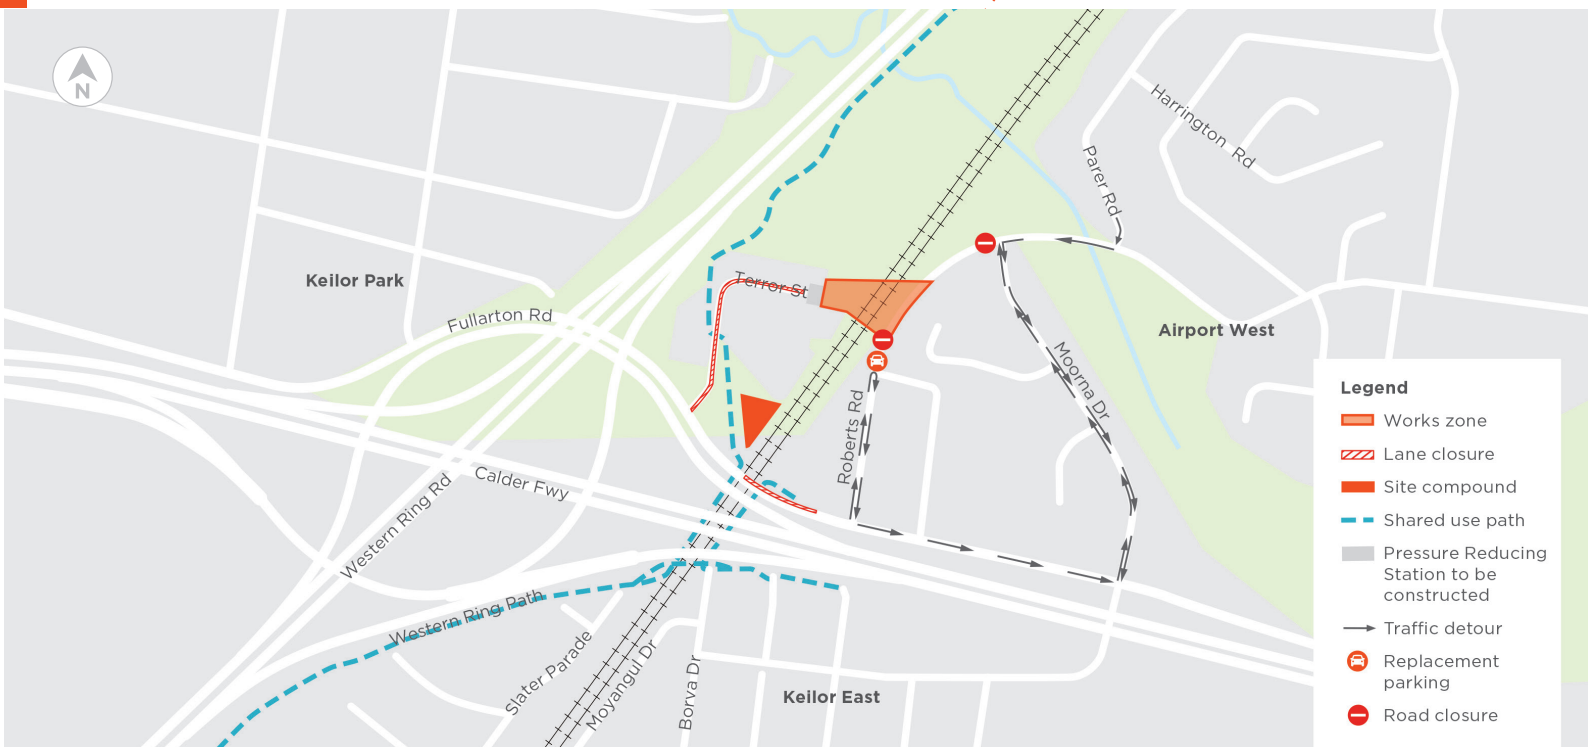 N
Harrington Rd
Parer Rd
Keilor Park
Terror St
Fullarton Rd
Airport West
Moorna Dr
Roberts Rd
Calder Fwy
Western Ring Rd
Western Ring Path
Slater Parade
Moyangul Dr
Borva Dr
Keilor East
Legend
Works zone
Lane closure
Site compound
Shared use path
Pressure Reducing
Station to be
constructed
Traffic detour
Replacement
parking
Road closure